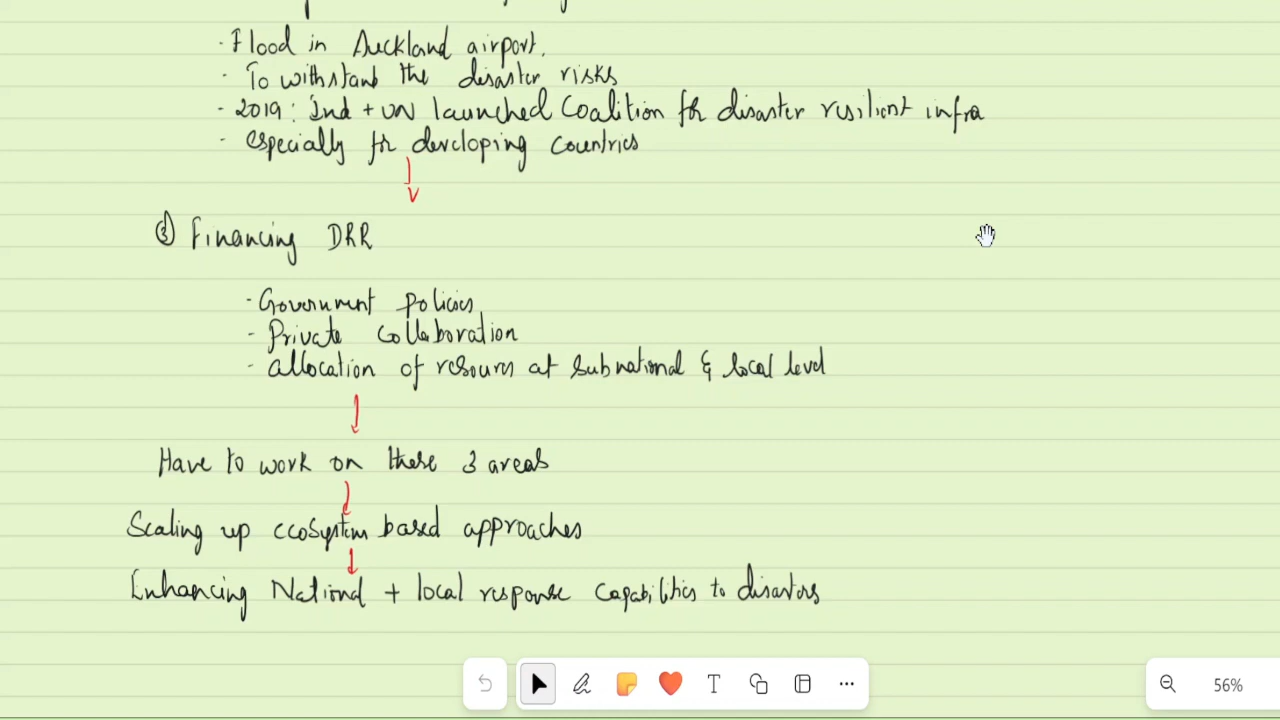 · Flood in Auckland airport.
· To withstand the disaster risks
· 2019: Ind + UN launched Coalition for disaster resilient infra
· especially for developing countries
③ Financing DRR
· Government policies
· Private collaboration
· allocation of resources at subnational & local level
Have to work on these 3 areas
Scaling up ecosystem based approaches
Enhancing National + local response capabilities to disasters
T
56%